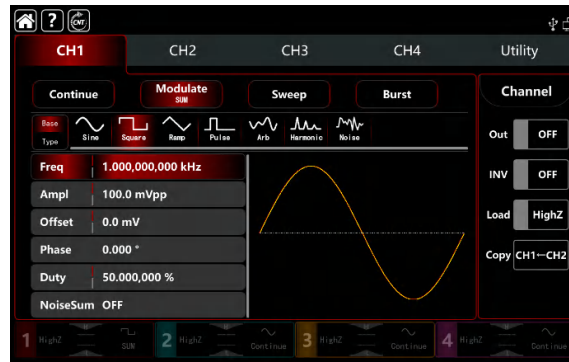 ? CNT
CH1 CH2 CH3 CH4 Utility
Continue Modulate Sweep Burst Channel
SUM
Base
Type Sine Square Ramp Pulse Arb Harmonic Noise
Out OFF
Freq 1.000,000,000 kHz
Ampl 100.0 mVpp
INV OFF
Offset 0.0 mV
Load HighZ
Phase 0.000 °
Copy CH1←CH2
Duty 50.000,000 %
NoiseSum OFF
1 HighZ SUM 2 HighZ Continue 3 HighZ Continue 4 HighZ Continue